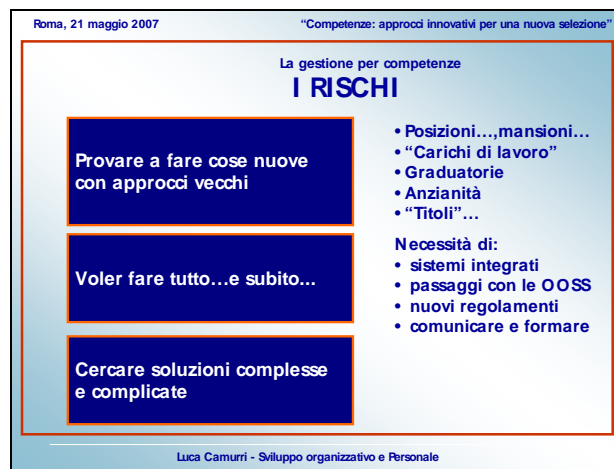 Roma, 21 maggio 2007
“Competenze: approcci innovativi per una nuova selezione”
La gestione per competenze
I RISCHI
Provare a fare cose nuove
con approcci vecchi
• Posizioni…,mansioni…
• “Carichi di lavoro”
• Graduatorie
• Anzianità
• “Titoli”…
Voler fare tutto…e subito...
Necessità di:
• sistemi integrati
• passaggi con le OOSS
• nuovi regolamenti
• comunicare e formare
Cercare soluzioni complesse
e complicate
Luca Camurri - Sviluppo organizzativo e Personale